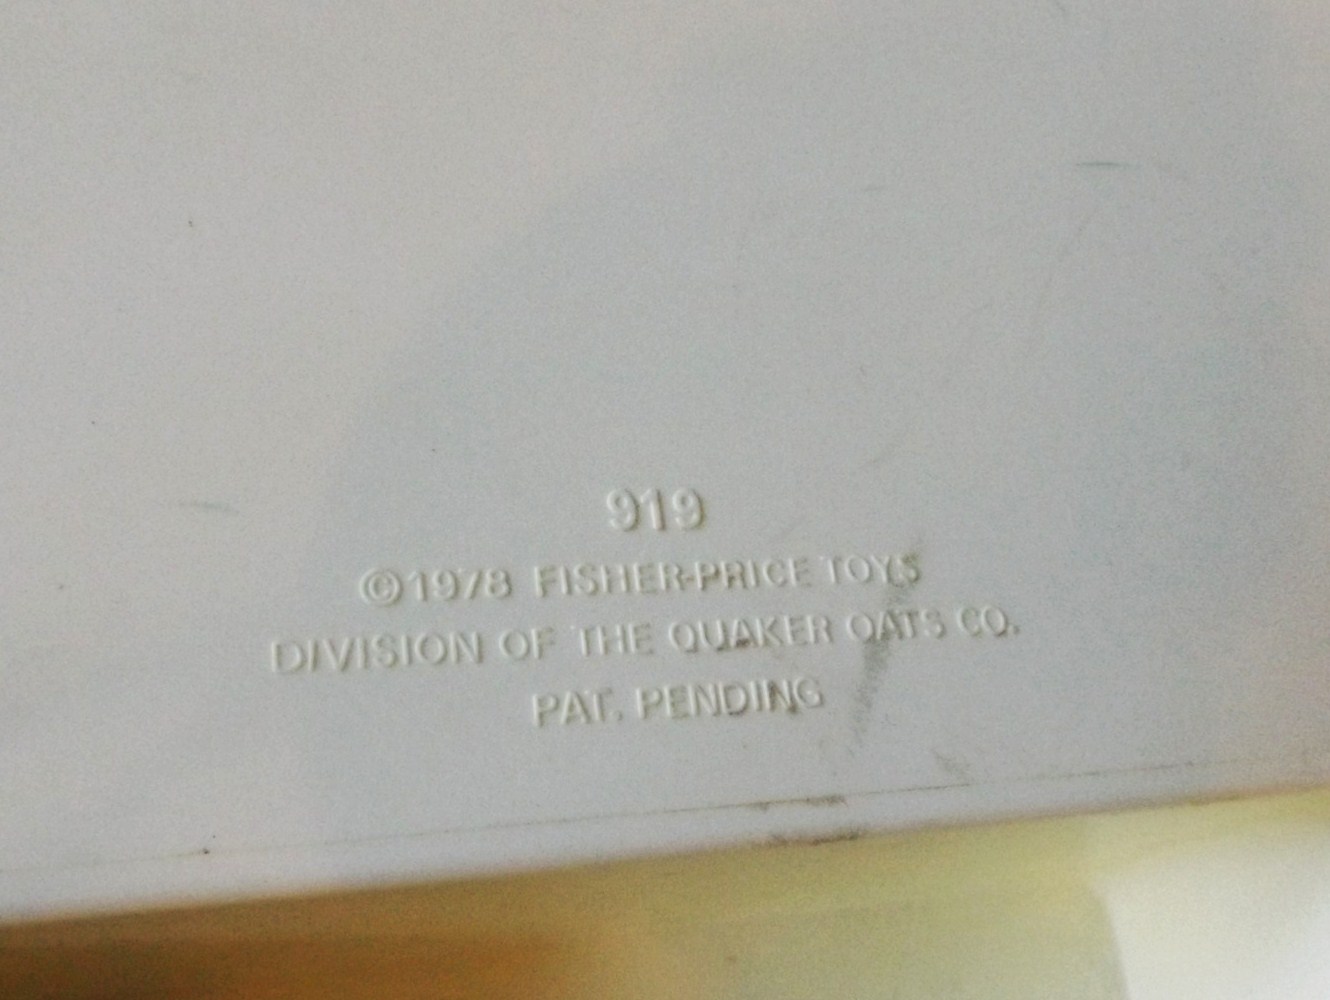 919
©1978 FISHER-PRICE TOYS
DIVISION OF THE QUAKER OATS CO.
PAT. PENDING